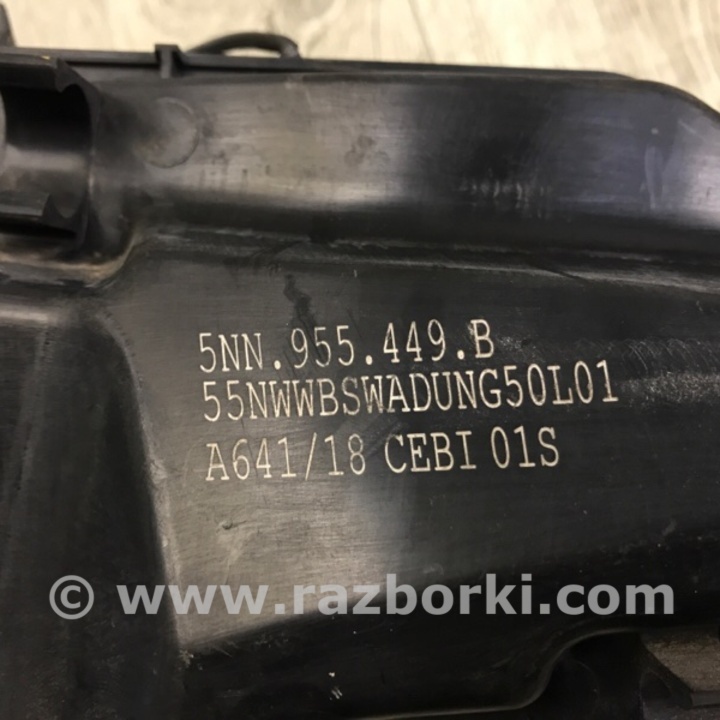 5NN.955.449.B
55NWWBSWADUNG50L01
A641/18 CEBI 01S
© www.razborki.com